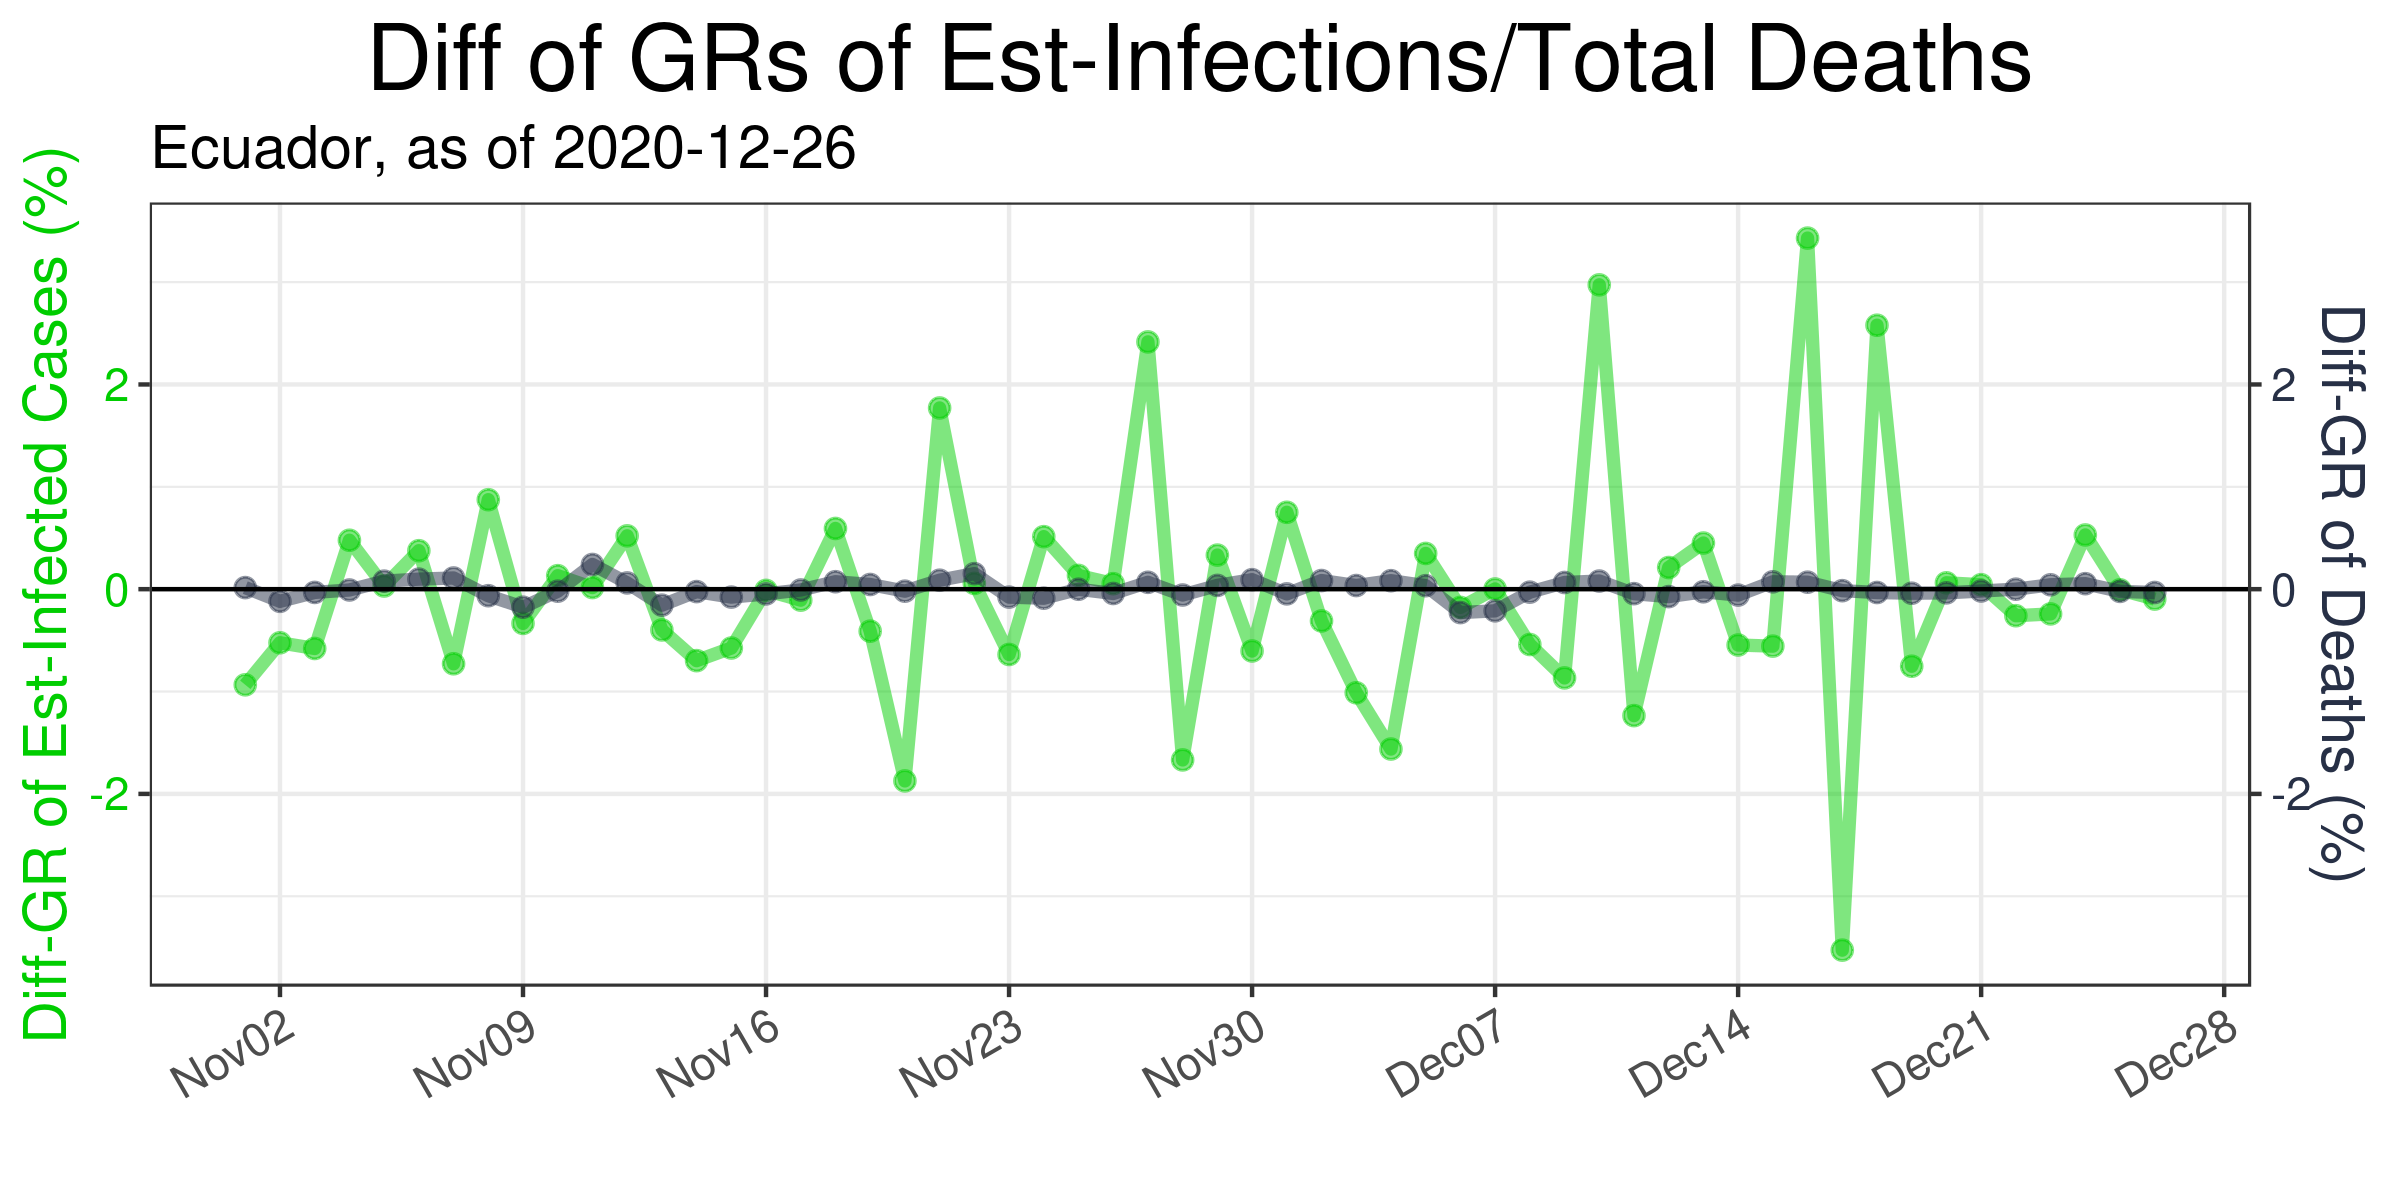 Diff of GRs of Est-Infections/Total Deaths
Ecuador, as of 2020-12-26
Diff-GR of Est-Infected Cases (%)
2
0
-2
2
0
-2
Diff-GR of Deaths (%)
Nov02
Nov09
Nov16
Nov23
Nov30
Dec07
Dec14
Dec21
Dec28